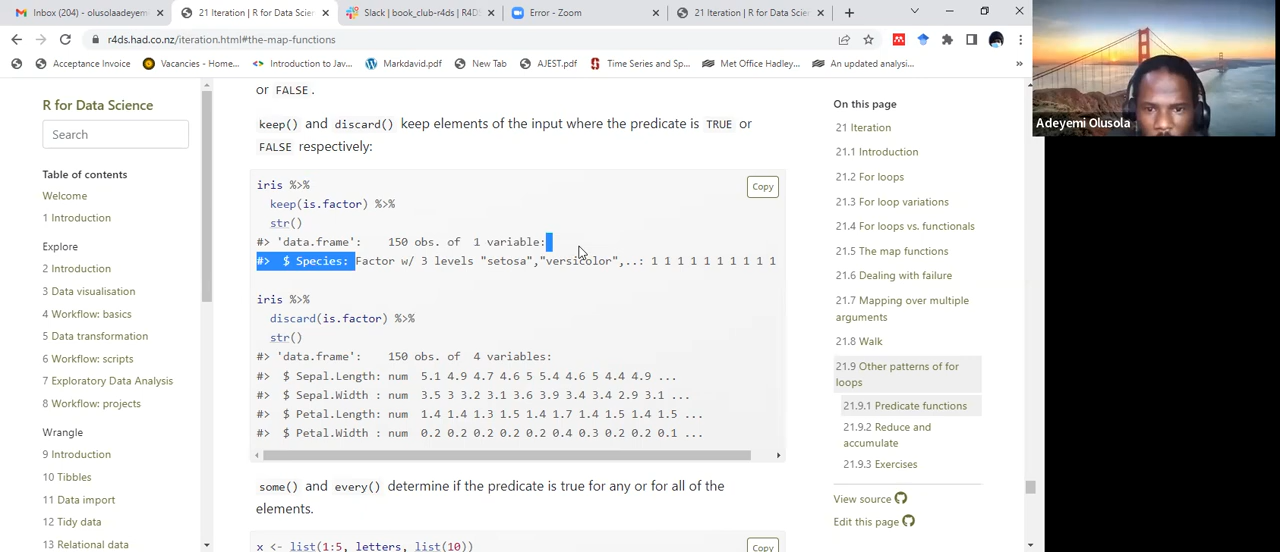 Inbox (204) - olusolaadeyem
21 Iteration | R for Data Science
Slack | book_club-r4ds | R4DS
Error - Zoom
21 Iteration | R for Data Scien
r4ds.had.co.nz/iteration.html#the-map-functions
Acceptance Invoice
Vacancies - Home...
Introduction to Jav...
Markdavid.pdf
New Tab
AJEST.pdf
Time Series and Sp...
Met Office Hadley...
An updated analysi...
»
R for Data Science
Search
Table of contents
Welcome
1 Introduction
Explore
2 Introduction
3 Data visualisation
4 Workflow: basics
5 Data transformation
6 Workflow: scripts
7 Exploratory Data Analysis
8 Workflow: projects
Wrangle
9 Introduction
10 Tibbles
11 Data import
12 Tidy data
13 Relational data
or FALSE.
keep() and discard() keep elements of the input where the predicate is TRUE or
FALSE respectively:
Copy
iris %>%
keep(is.factor) %>%
str()
#> 'data.frame': 150 obs. of 1 variable:
#> $ Species: Factor w/ 3 levels "setosa","versicolor",..: 1 1 1 1 1 1 1 1 1 1
iris %>%
discard(is.factor) %>%
str()
#> 'data.frame': 150 obs. of 4 variables:
#> $ Sepal.Length: num 5.1 4.9 4.7 4.6 5 5.4 4.6 5 4.4 4.9 ...
#> $ Sepal.Width : num 3.5 3 3.2 3.1 3.6 3.9 3.4 3.4 2.9 3.1 ...
#> $ Petal.Length: num 1.4 1.4 1.3 1.5 1.4 1.7 1.4 1.5 1.4 1.5 ...
#> $ Petal.Width : num 0.2 0.2 0.2 0.2 0.2 0.4 0.3 0.2 0.2 0.1 ...
some() and every() determine if the predicate is true for any or for all of the
elements.
x <- list(1:5, letters, list(10))
Copy
On this page
21 Iteration
21.1 Introduction
21.2 For loops
21.3 For loop variations
21.4 For loops vs. functionals
21.5 The map functions
21.6 Dealing with failure
21.7 Mapping over multiple
arguments
21.8 Walk
21.9 Other patterns of for
loops
21.9.1 Predicate functions
21.9.2 Reduce and
accumulate
21.9.3 Exercises
View source
Edit this page
Adeyemi Olusola